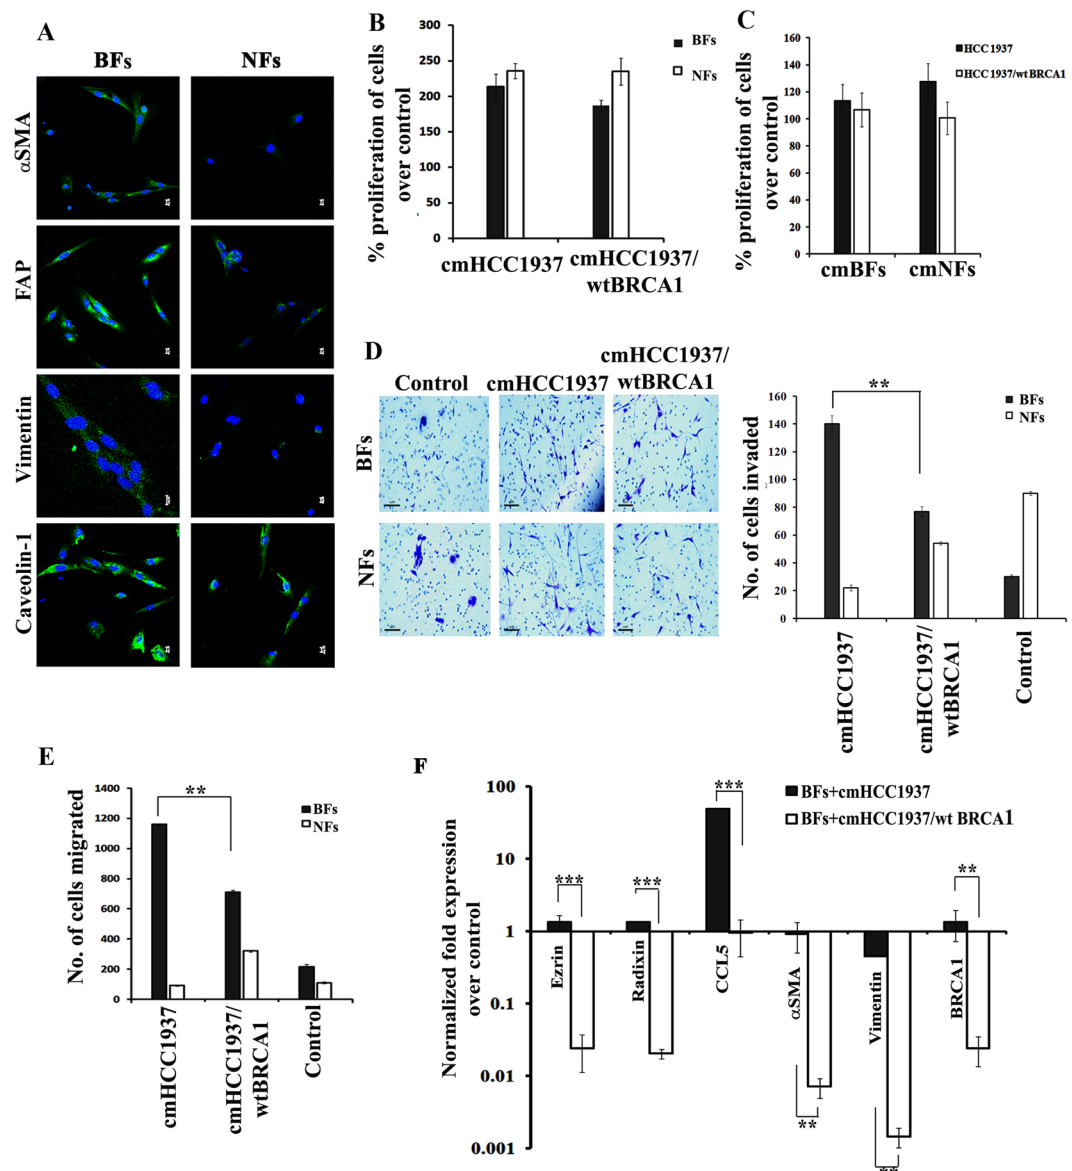 A
BFs
NFs
αSMA
FAP
Vimentin
Caveolin-1
B
% proliferation of cells
over control
300
250
200
150
100
50
0
BFs
NFs
cmHCC1937
cmHCC1937/
wtBRCA1
C
% proliferation of cells
over control
160
140
120
100
80
60
40
20
0
HCC1937
HCC1937/wtBRCA1
cmBFs
cmNFs
D
Control
cmHCC1937
cmHCC1937/
wtBRCA1
BFs
NFs
No. of cells invaded
160
140
120
100
80
60
40
20
0
**
BFs
NFs
cmHCC1937
cmHCC1937/
wtBRCA1
Control
E
No. of cells migrated
1400
1200
1000
800
600
400
200
0
**
BFs
NFs
cmHCC1937
cmHCC1937/
wtBRCA1
Control
F
Normalized fold expression
over control
100
10
1
0.1
0.01
0.001
BFs+cmHCC1937
BFs+cmHCC1937/wt BRCA1
***
***
***
**
**
**
Ezrin
Radixin
CCL5
αSMA
Vimentin
BRCA1